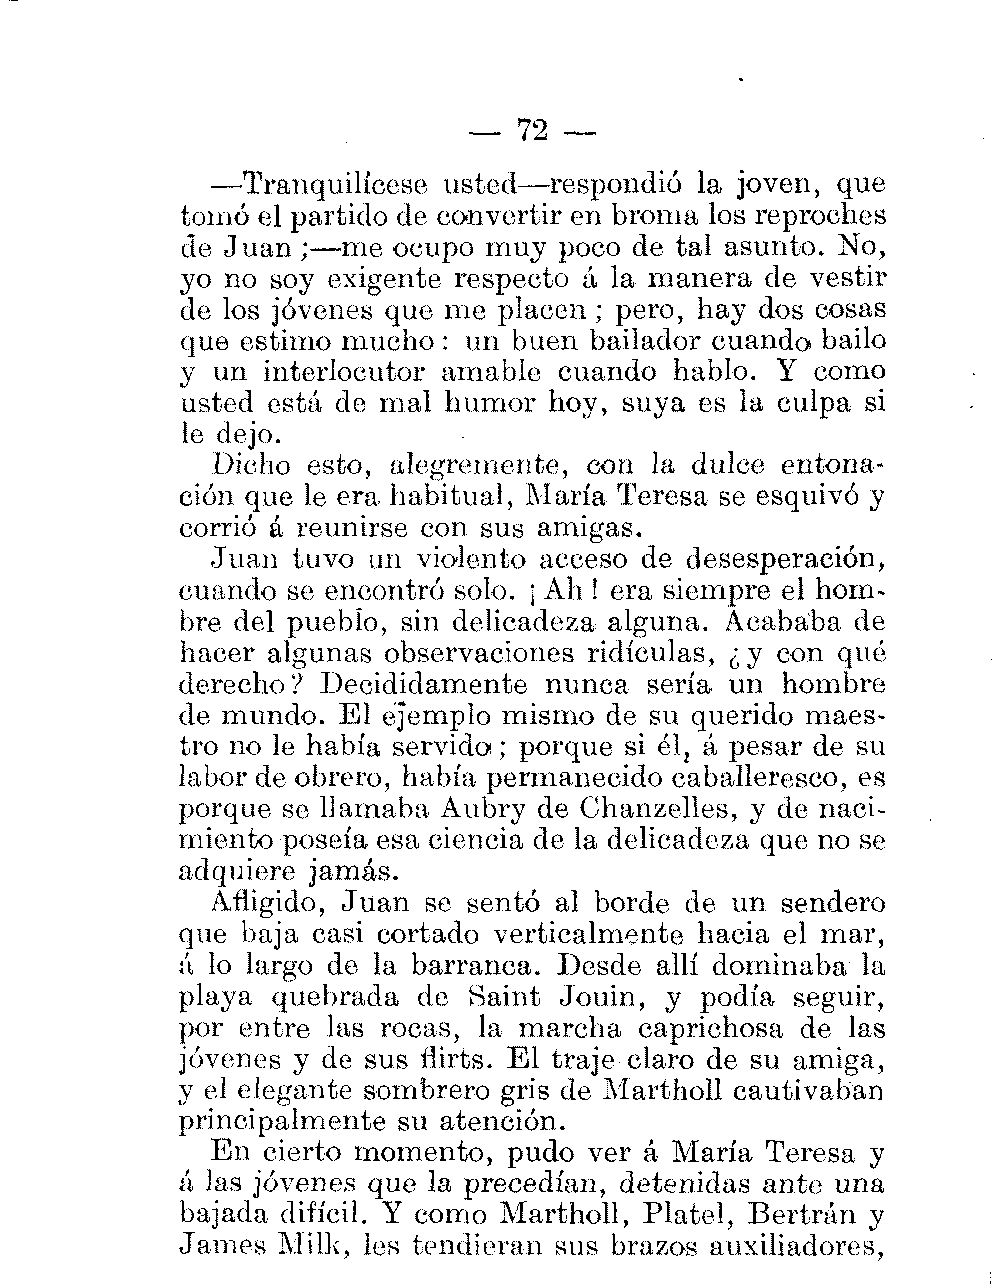 — 72 —
—Tranquilícese usted—respondió la joven, que
tomó el partido de convertir en broma los reproches
de Juan ;—me ocupo muy poco de tal asunto. No,
yo no soy exigente respecto á la manera de vestir
de los jóvenes que me placen ; pero, hay dos cosas
que estimo mucho : un buen bailador cuando bailo
y un interlocutor amable cuando hablo. Y como
usted está de mal humor hoy, suya es la culpa si
le dejo.
Dicho esto, alegremente, con la dulce entona-
ción que le era habitual, María Teresa se esquivó y
corrió á reunirse con sus amigas.
Juan tuvo un violento acceso de desesperación,
cuando se encontró solo. ¡ Ah ! era siempre el hom-
bre del pueblo, sin delicadeza alguna. Acababa de
hacer algunas observaciones ridículas, ¿ y con qué
derecho ? Decididamente nunca sería un hombre
de mundo. El ejemplo mismo de su querido maes-
tro no le había servido ; porque si él, á pesar de su
labor de obrero, había permanecido caballeresco, es
porque se llamaba Aubry de Chanzelles, y de naci-
miento poseía esa ciencia de la delicadeza que no se
adquiere jamás.
Afligido, Juan se sentó al borde de un sendero
que baja casi cortado verticalmente hacia el mar,
á lo largo de la barranca. Desde allí dominaba la
playa quebrada de Saint Jouin, y podía seguir,
por entre las rocas, la marcha caprichosa de las
jóvenes y de sus flirts. El traje claro de su amiga,
y el elegante sombrero gris de Martholl cautivaban
principalmente su atención.
En cierto momento, pudo ver á María Teresa y
á las jóvenes que la precedían, detenidas ante una
bajada difícil. Y como Martholl, Platel, Bertrán y
James Milk, les tendieran sus brazos auxiliadores,